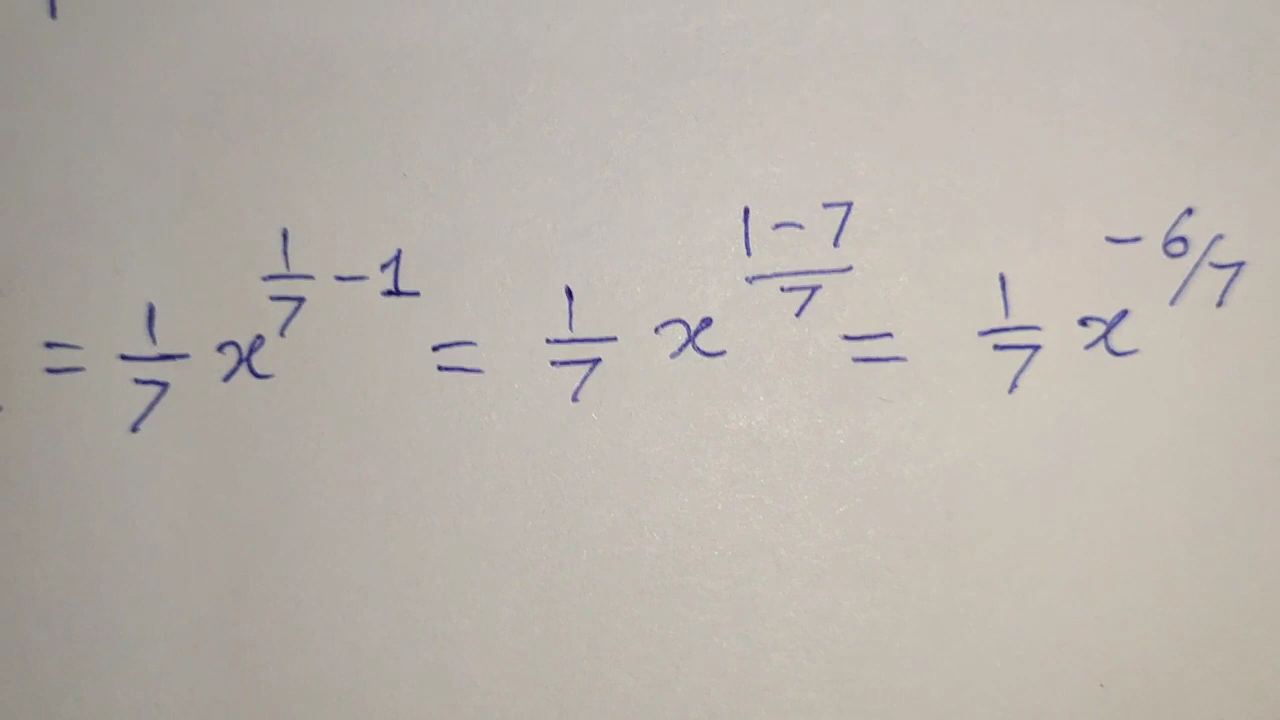 = 1/7 x^(1/7 - 1) = 1/7 x^((1-7)/7) = 1/7 x^(-6/7)